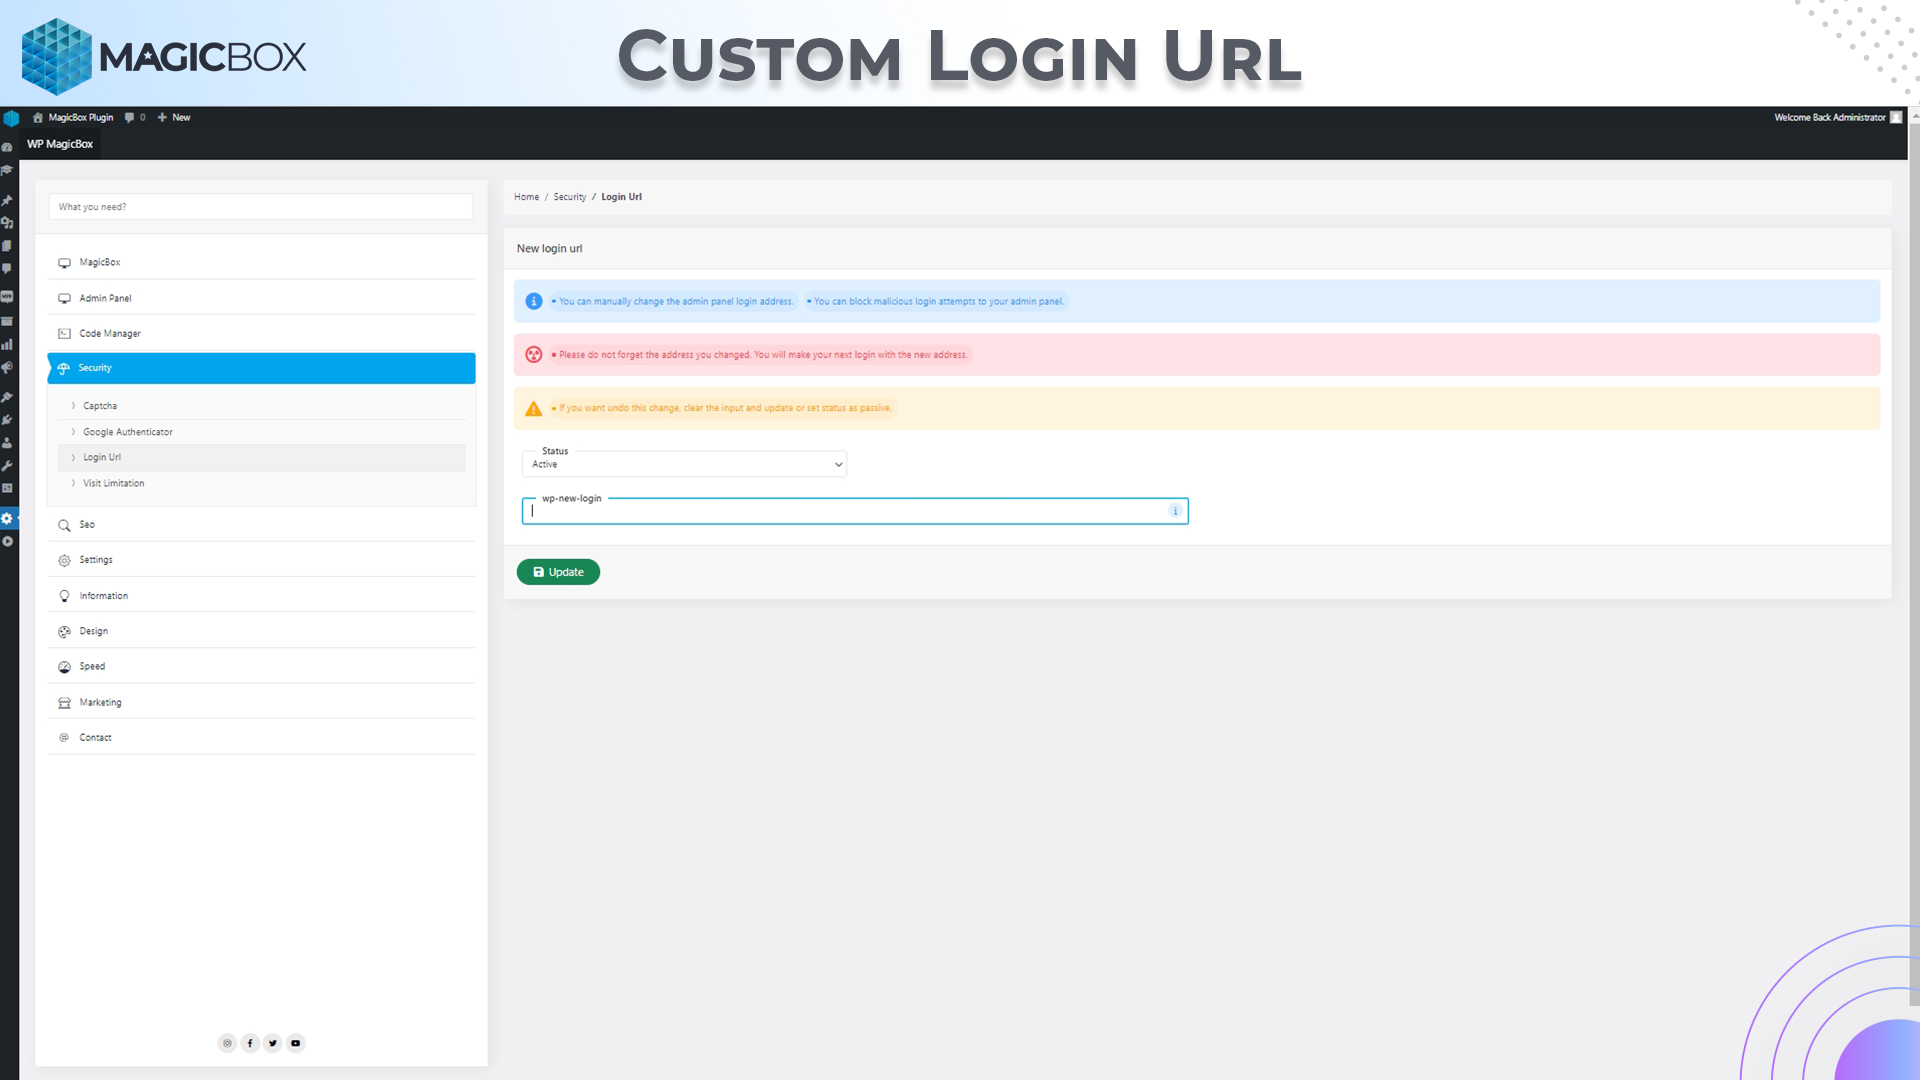 MAGICBOX
CUSTOM LOGIN URL
MagicBox Plugin 0 New
Welcome Back Administrator
WP MagicBox
What you need?
MagicBox
Admin Panel
Code Manager
Security
Captcha
Google Authenticator
Login Url
Visit Limitation
Seo
Settings
Information
Design
Speed
Marketing
Contact
Home / Security / Login Url
New login url
You can manually change the admin panel login address. You can block malicious login attempts to your admin panel.
Please do not forget the address you changed. You will make your next login with the new address.
If you want undo this change, clear the input and update or set status as passive.
Status
Active
wp-new-login
Update